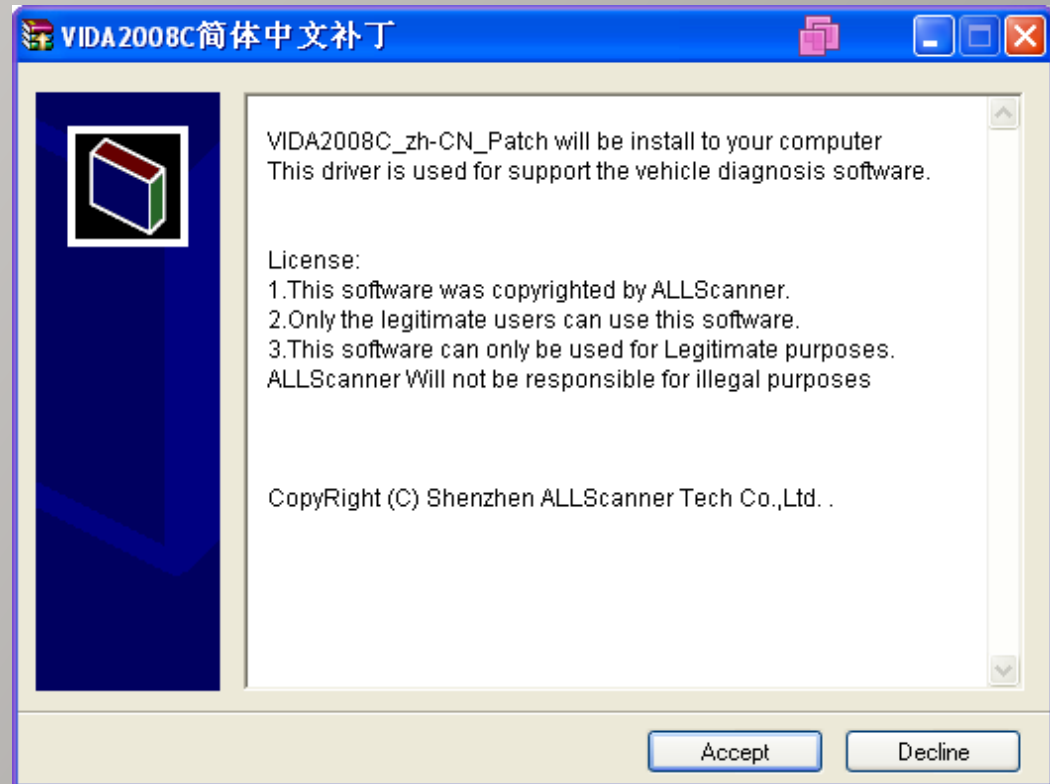 VIDA2008C简体中文补丁
VIDA2008C_zh-CN_Patch will be install to your computer
This driver is used for support the vehicle diagnosis software.
License:
1.This software was copyrighted by ALLScanner.
2.Only the legitimate users can use this software.
3.This software can only be used for Legitimate purposes.
ALLScanner Will not be responsible for illegal purposes
CopyRight (C) Shenzhen ALLScanner Tech Co.,Ltd. .
Accept
Decline